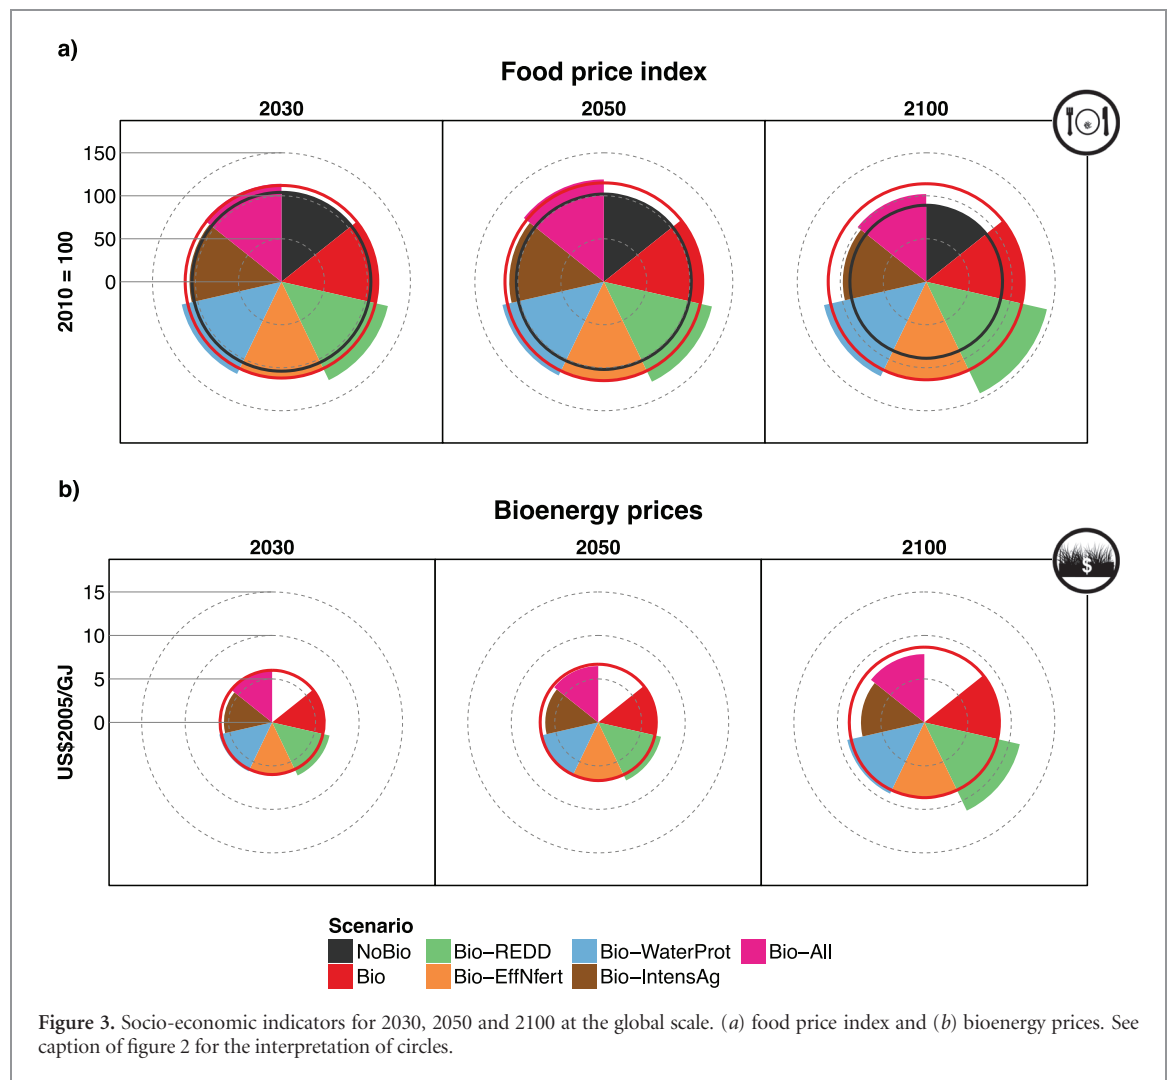 a)
Food price index
2030 2050 2100
150
100
50
0
2010 = 100
b)
Bioenergy prices
2030 2050 2100
$
15
10
5
0
US$2005/GJ
Scenario
NoBio Bio–REDD Bio–WaterProt Bio–All
Bio Bio–EffNfert Bio–IntensAg
Figure 3. Socio-economic indicators for 2030, 2050 and 2100 at the global scale. (a) food price index and (b) bioenergy prices. See
caption of figure 2 for the interpretation of circles.